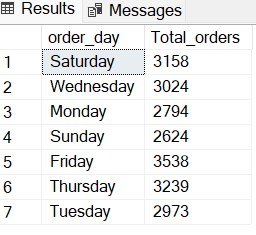 Results Messages
order_day Total_orders
1 Saturday 3158
2 Wednesday 3024
3 Monday 2794
4 Sunday 2624
5 Friday 3538
6 Thursday 3239
7 Tuesday 2973